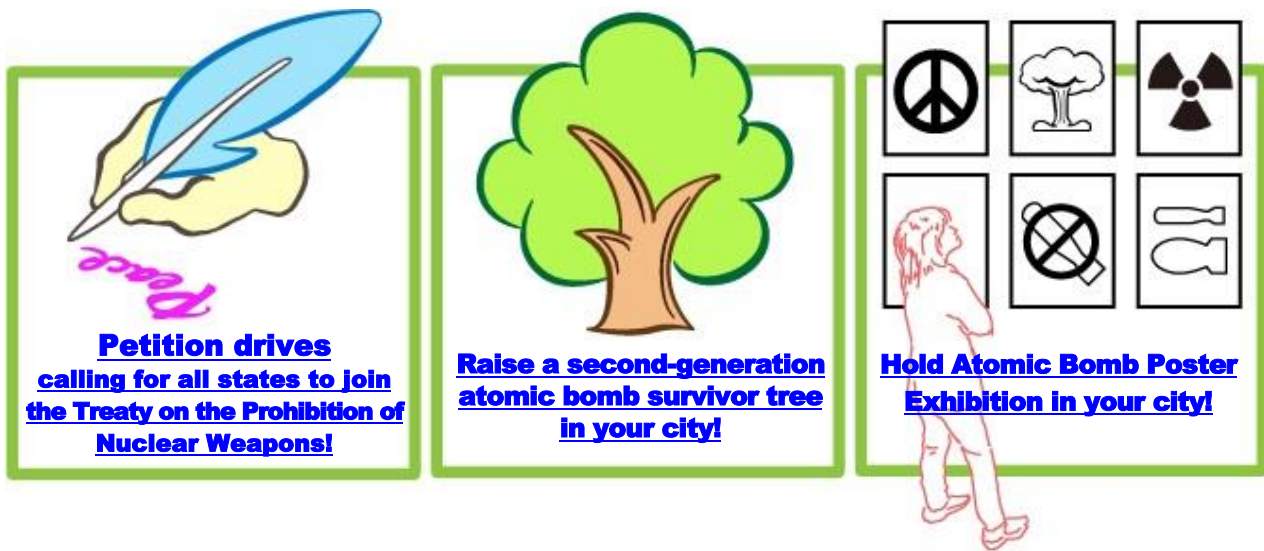 Peace
Petition drives
calling for all states to join
the Treaty on the Prohibition of
Nuclear Weapons!
Raise a second-generation
atomic bomb survivor tree
in your city!
Hold Atomic Bomb Poster
Exhibition in your city!